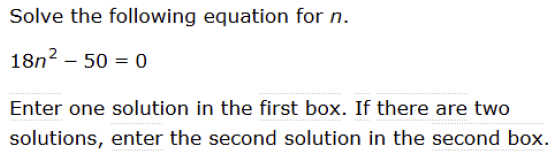 Solve the following equation for n.
18n² – 50 = 0
Enter one solution in the first box. If there are two
solutions, enter the second solution in the second box.